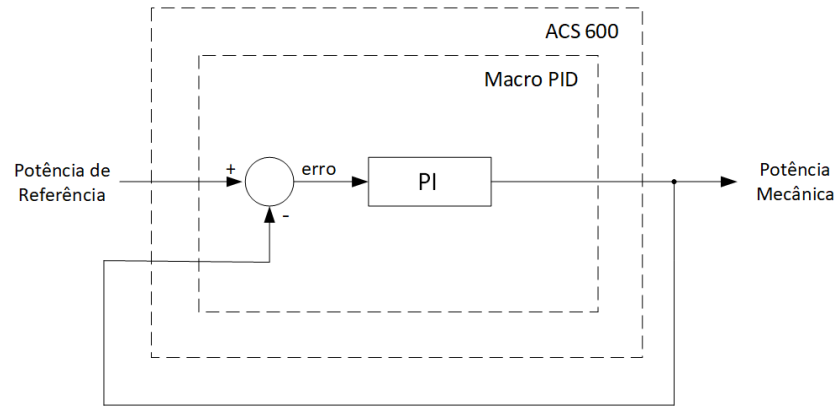 ACS 600
Macro PID
Potência de
Referência
+
-
erro
PI
Potência
Mecânica